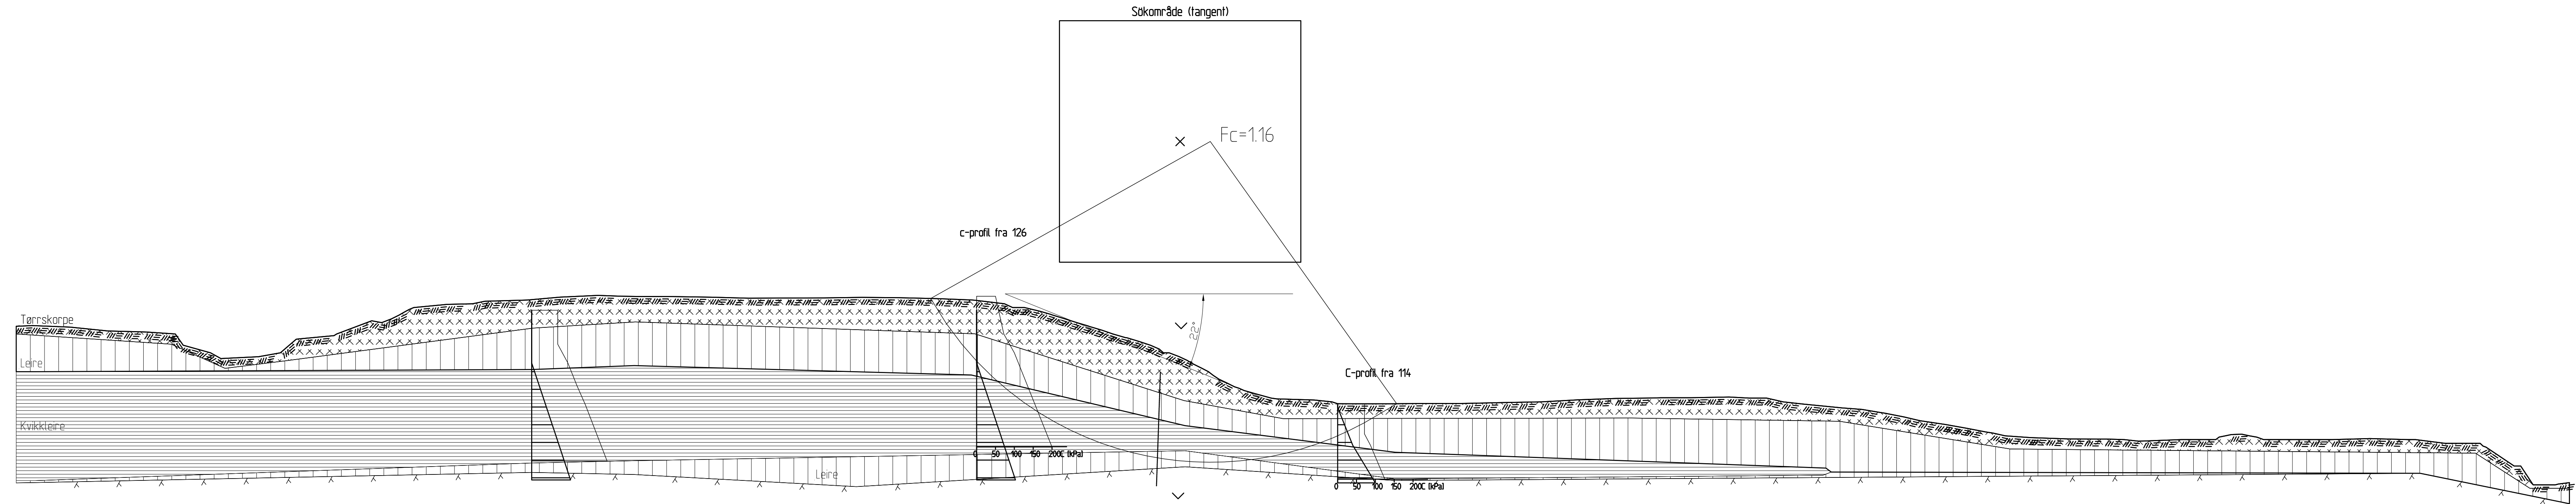 Sökområde (tangent)
Fc=1.16
c-profil fra 126
Tørrskorpe
22°
Leire
C-profil fra 114
Kvikkleire
0 50 100 150 200C (kPa)
Leire
0 50 100 150 200C (kPa)